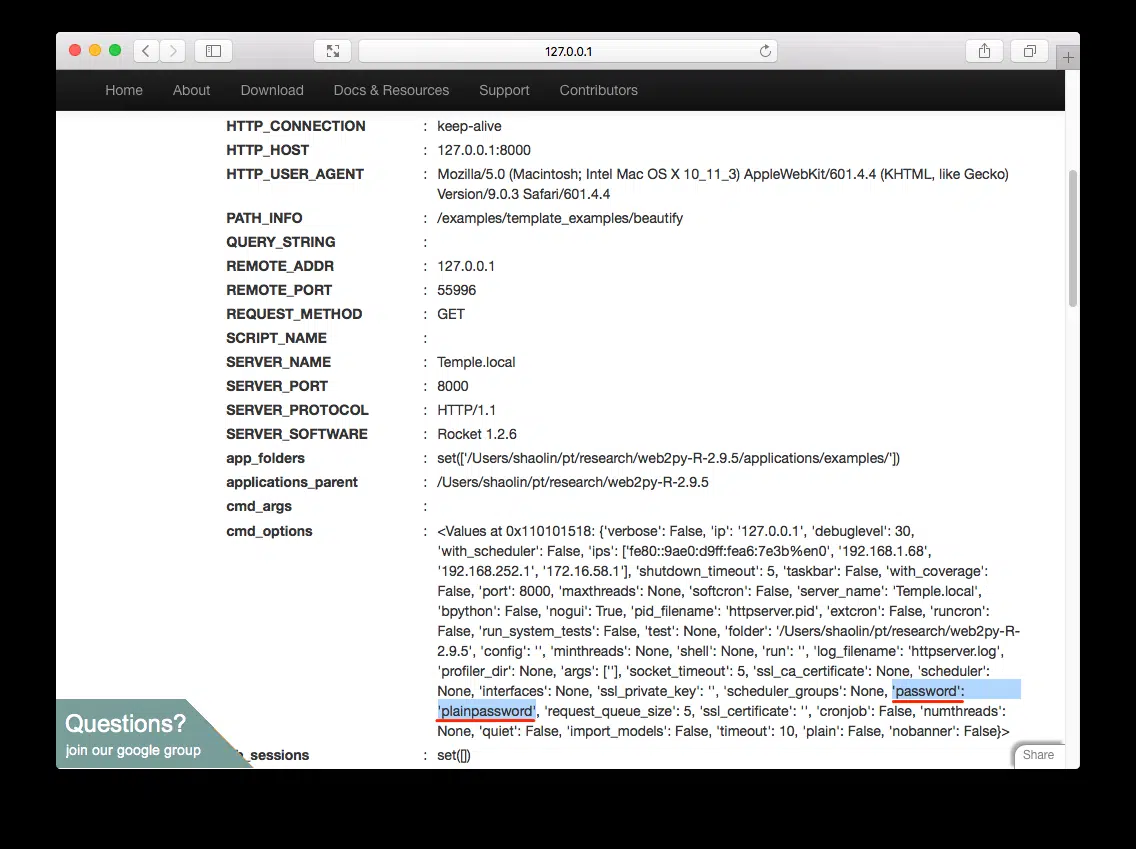 127.0.0.1
Home About Download Docs & Resources Support Contributors
HTTP_CONNECTION : keep-alive
HTTP_HOST : 127.0.0.1:8000
HTTP_USER_AGENT : Mozilla/5.0 (Macintosh; Intel Mac OS X 10_11_3) AppleWebKit/601.4.4 (KHTML, like Gecko)
Version/9.0.3 Safari/601.4.4
PATH_INFO : /examples/template_examples/beautify
QUERY_STRING :
REMOTE_ADDR : 127.0.0.1
REMOTE_PORT : 55996
REQUEST_METHOD : GET
SCRIPT_NAME :
SERVER_NAME : Temple.local
SERVER_PORT : 8000
SERVER_PROTOCOL : HTTP/1.1
SERVER_SOFTWARE : Rocket 1.2.6
app_folders : set(['/Users/shaolin/pt/research/web2py-R-2.9.5/applications/examples/'])
applications_parent : /Users/shaolin/pt/research/web2py-R-2.9.5
cmd_args :
cmd_options : <Values at 0x110101518: {'verbose': False, 'ip': '127.0.0.1', 'debuglevel': 30,
'with_scheduler': False, 'ips': ['fe80::9ae0:d9ff:fea6:7e3b%en0', '192.168.1.68',
'192.168.252.1', '172.16.58.1'], 'shutdown_timeout': 5, 'taskbar': False, 'with_coverage':
False, 'port': 8000, 'maxthreads': None, 'softcron': False, 'server_name': 'Temple.local',
'bpython': False, 'nogui': True, 'pid_filename': 'httpserver.pid', 'extcron': False, 'runcron':
False, 'run_system_tests': False, 'test': None, 'folder': '/Users/shaolin/pt/research/web2py-R-
2.9.5', 'config': '', 'minthreads': None, 'shell': None, 'run': '', 'log_filename': 'httpserver.log',
'profiler_dir': None, 'args': [''], 'socket_timeout': 5, 'ssl_ca_certificate': None, 'scheduler':
None, 'interfaces': None, 'ssl_private_key': '', 'scheduler_groups': None, 'password':
'plainpassword', 'request_queue_size': 5, 'ssl_certificate': '', 'cronjob': False, 'numthreads':
None, 'quiet': False, 'import_models': False, 'timeout': 10, 'plain': False, 'nobanner': False}>
_sessions : set([])
Questions?
join our google group
Share